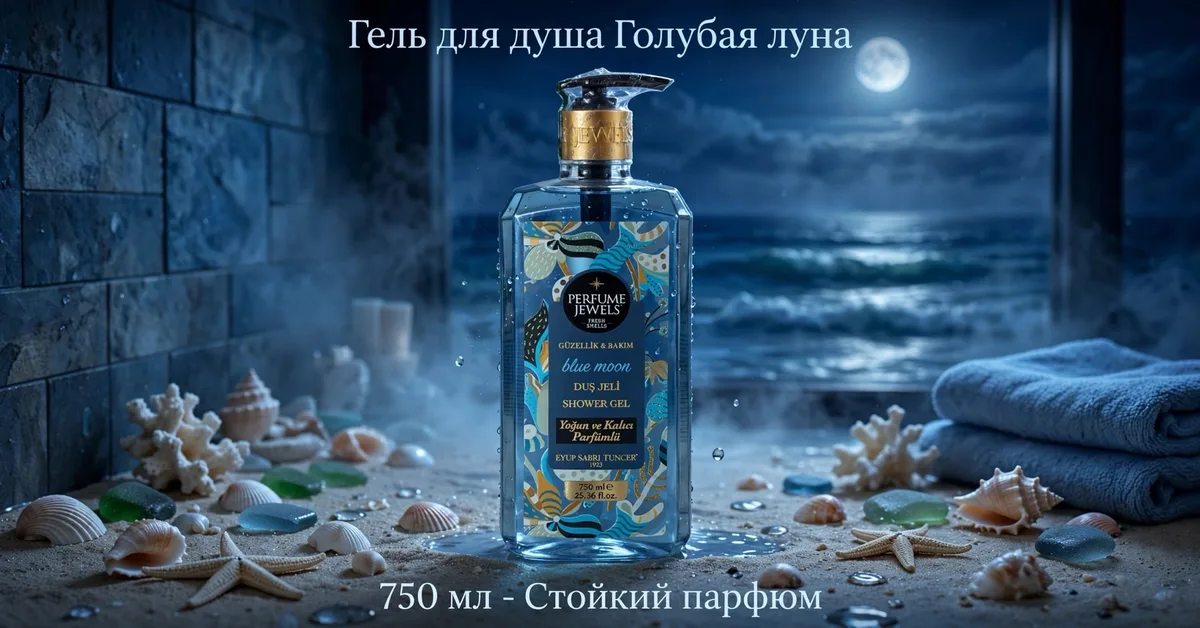 Гель для душа Голубая луна
JEWELS
PERFUME
JEWELS
FRESH
SMELLS
GÜZELLİK & BAKIM
blue moon
DUŞ JELİ
SHOWER GEL
Yoğun ve Kalıcı
Parfümlü
EYUP SABRI TUNCER
1923
750 ml e
25.36 fl.oz.
750 мл - Стойкий парфюм